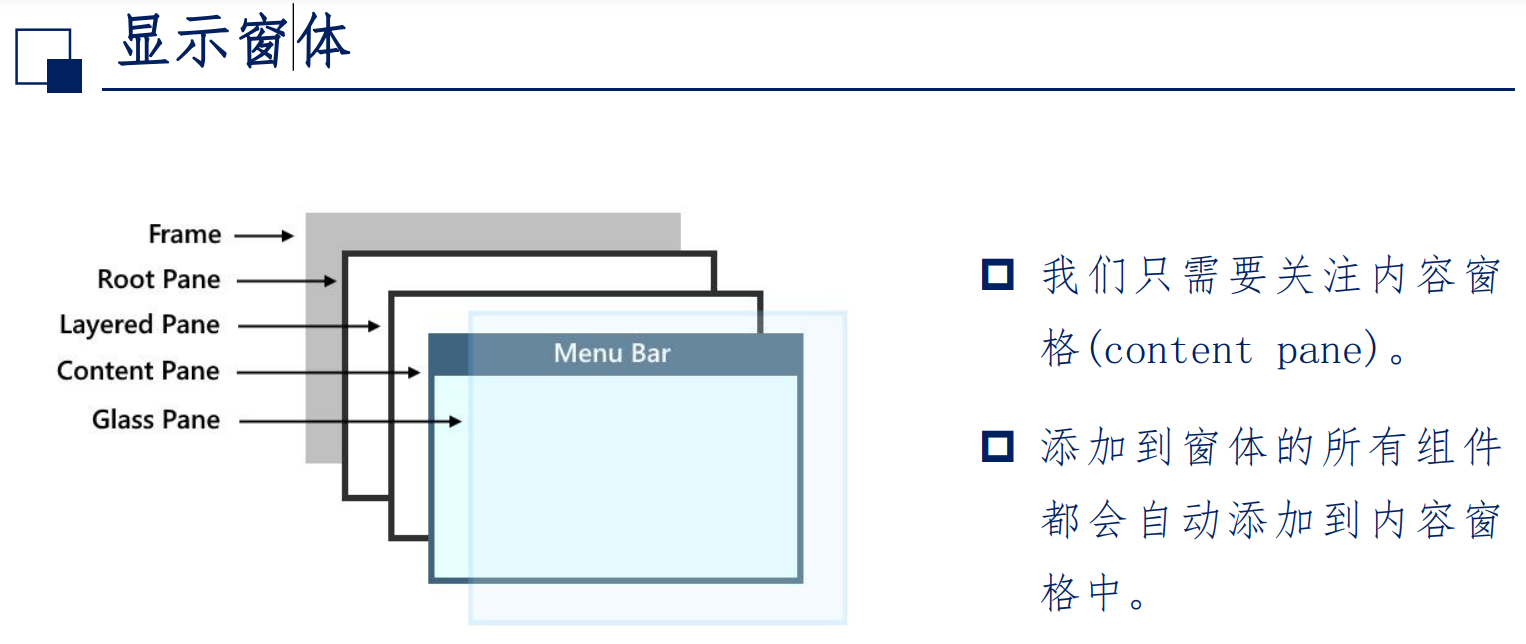 显示窗体
Frame
Root Pane
Layered Pane
Content Pane
Glass Pane
Menu Bar
我们只需要关注内容窗
格(content pane)。
添加到窗体的所有组件
都会自动添加到内容窗
格中。